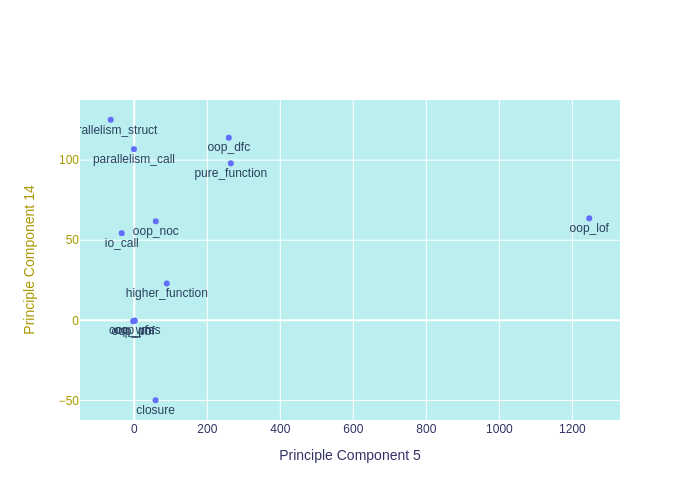 rallelism_struct
parallelism_call
oop_dfc
pure_function
oop_noc
io_call
oop_lof
higher_function
closure
100
50
0
−50
0
200
400
600
800
1000
1200
Principle Component 5
Principle Component 14